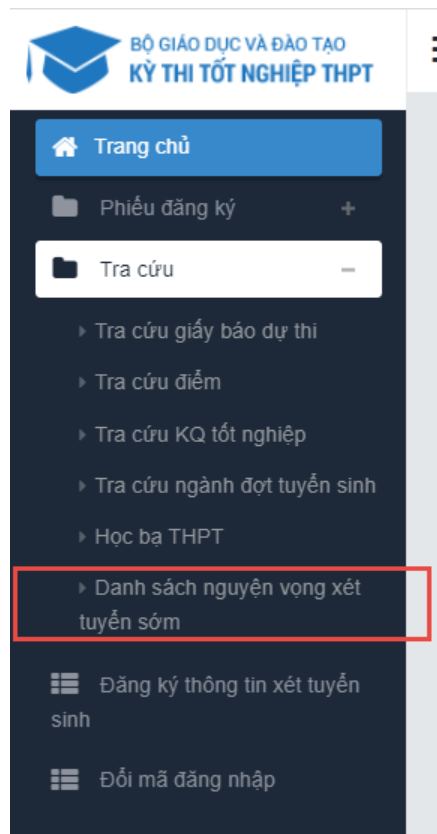 BỘ GIÁO DỤC VÀ ĐÀO TẠO
KỲ THI TỐT NGHIỆP THPT
Trang chủ
Phiếu đăng ký +
Tra cứu –
Tra cứu giấy báo dự thi
Tra cứu điểm
Tra cứu KQ tốt nghiệp
Tra cứu ngành đợt tuyển sinh
Học bạ THPT
Danh sách nguyện vọng xét
tuyển sớm
Đăng ký thông tin xét tuyển
sinh
Đổi mã đăng nhập